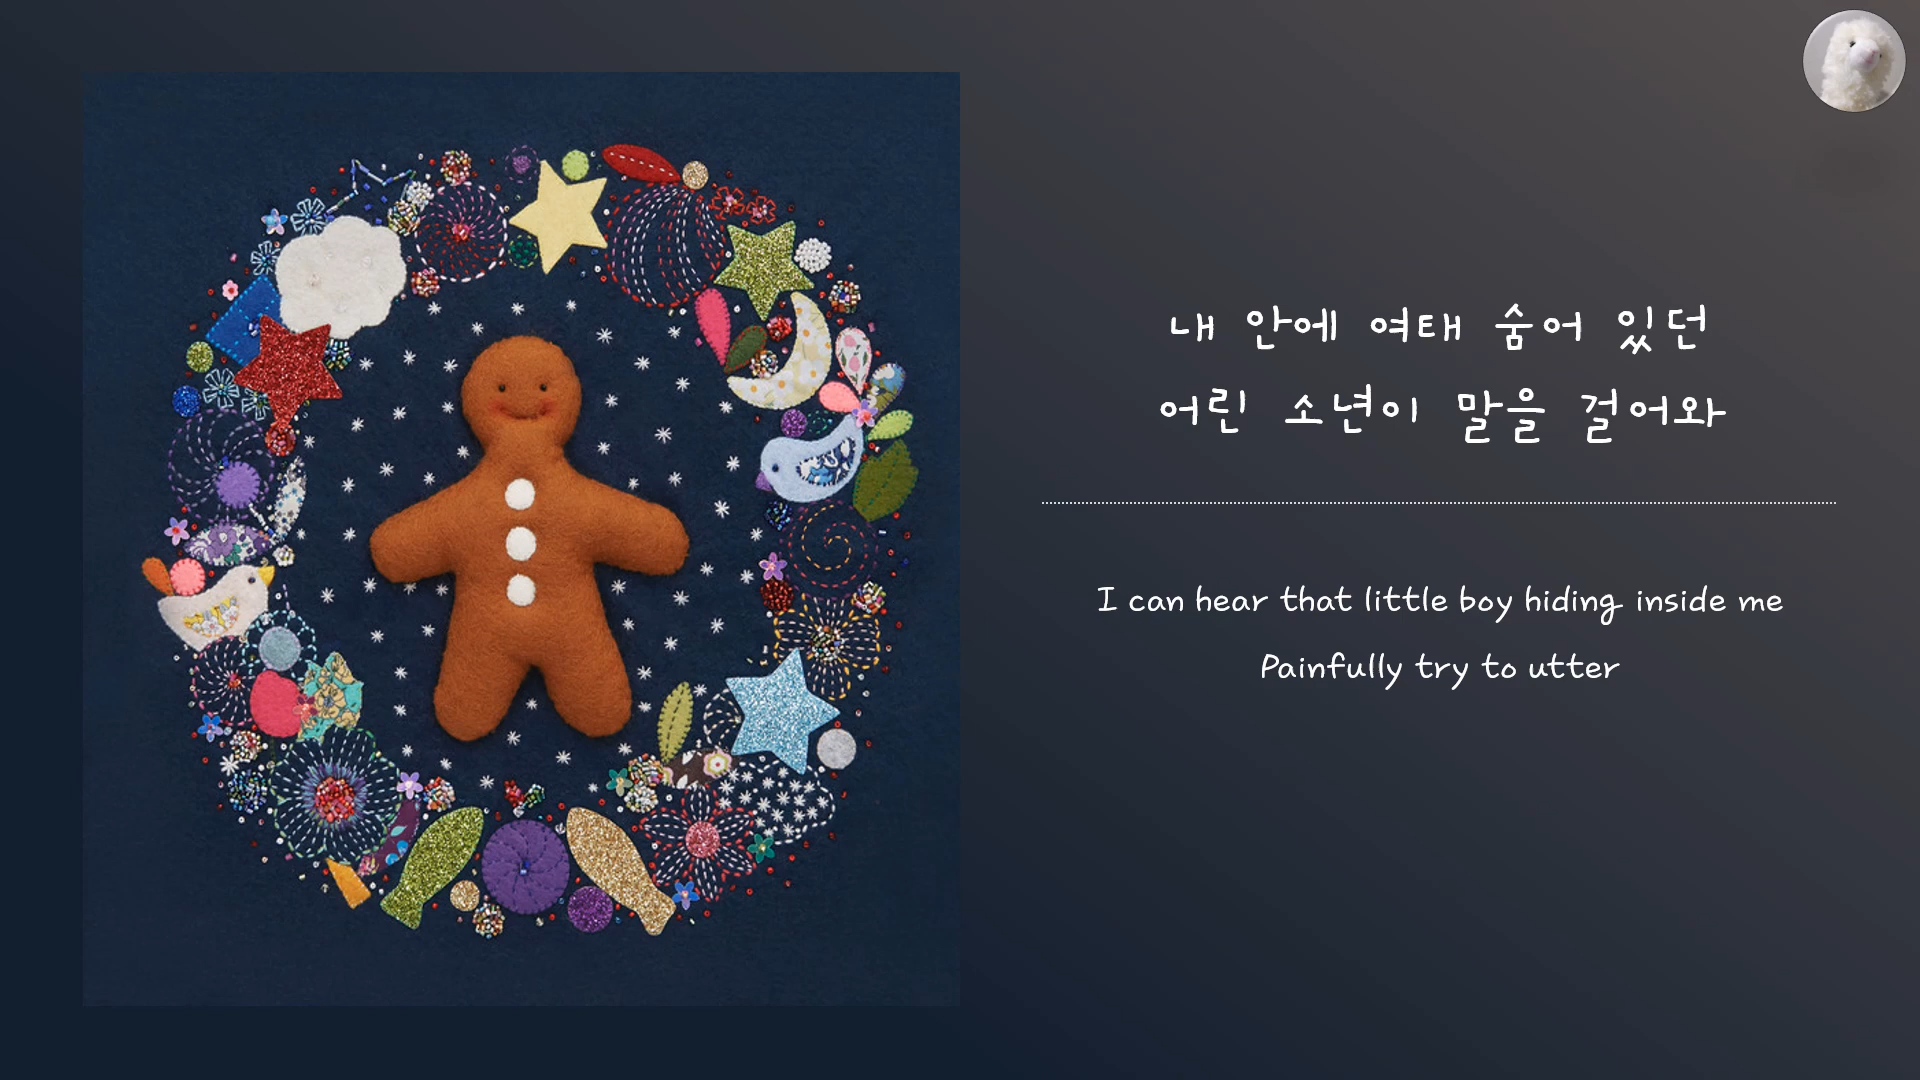 내 안에 여태 숨어 있던
어린 소년이 말을 걸어와
I can hear that little boy hiding inside me
Painfully try to utter